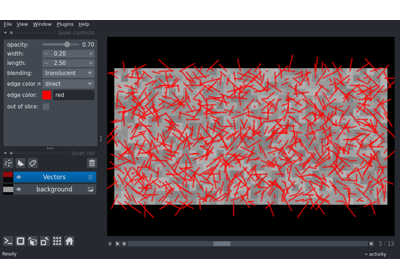 File View Window Plugins Help
layer controls
opacity: 0.70
width: - 0.20 +
length: - 2.50 +
blending: translucent
edge color m direct
edge color: red
out of slice:
layer list
Vectors
background
0 5 | 13
Ready activity